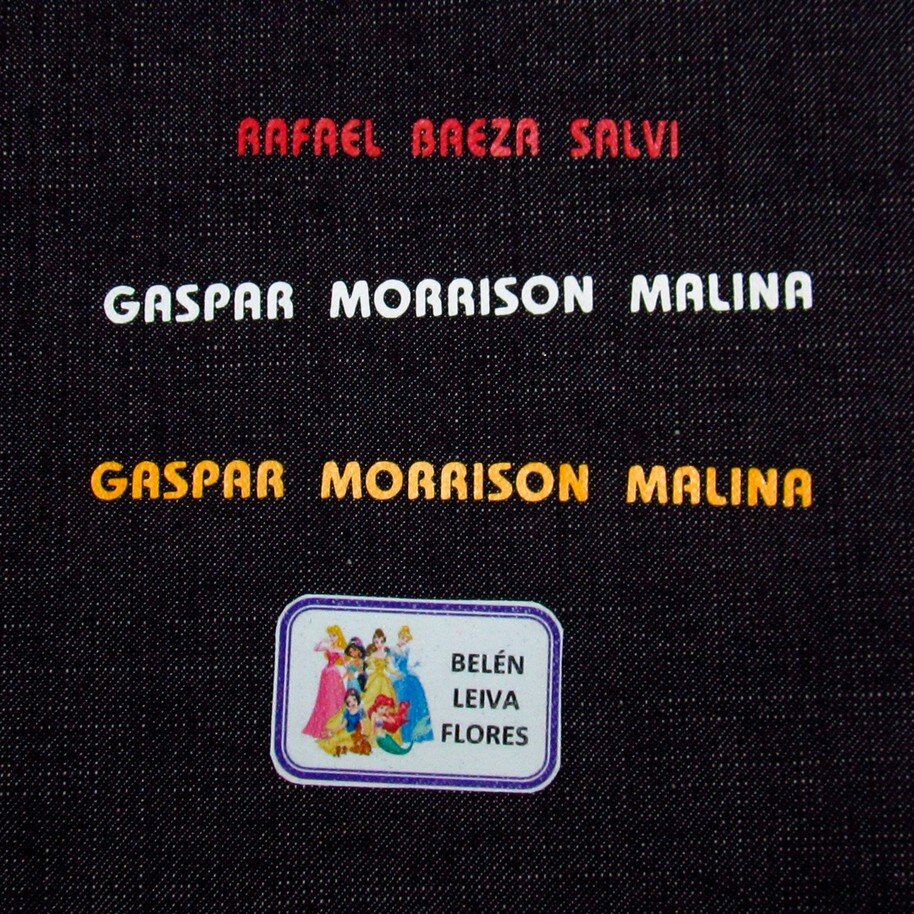 RAFAEL BAEZA SALVI
GASPAR MORRISON MALINA
GASPAR MORRISON MALINA
BELÉN
LEIVA
FLORES